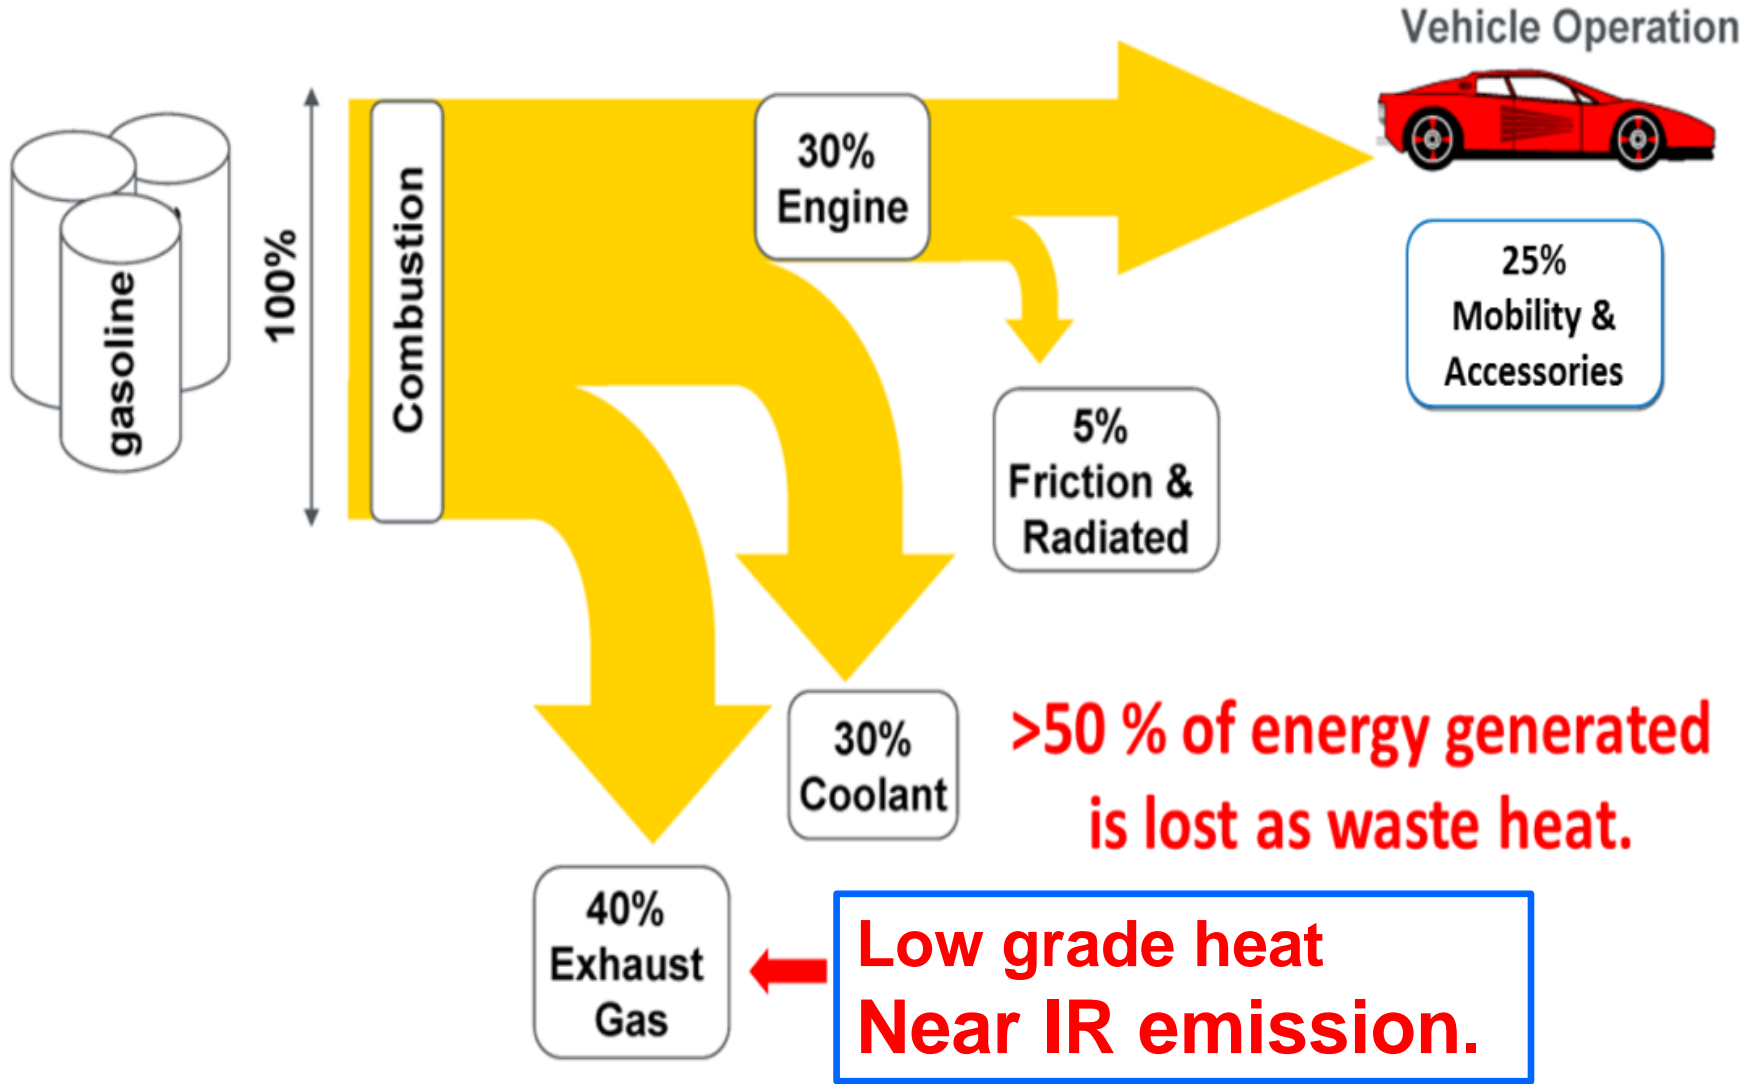 Vehicle Operation
gasoline
100%
Combustion
30%
Engine
25%
Mobility &
Accessories
5%
Friction &
Radiated
30%
Coolant
>50 % of energy generated
is lost as waste heat.
40%
Exhaust
Gas
Low grade heat
Near IR emission.